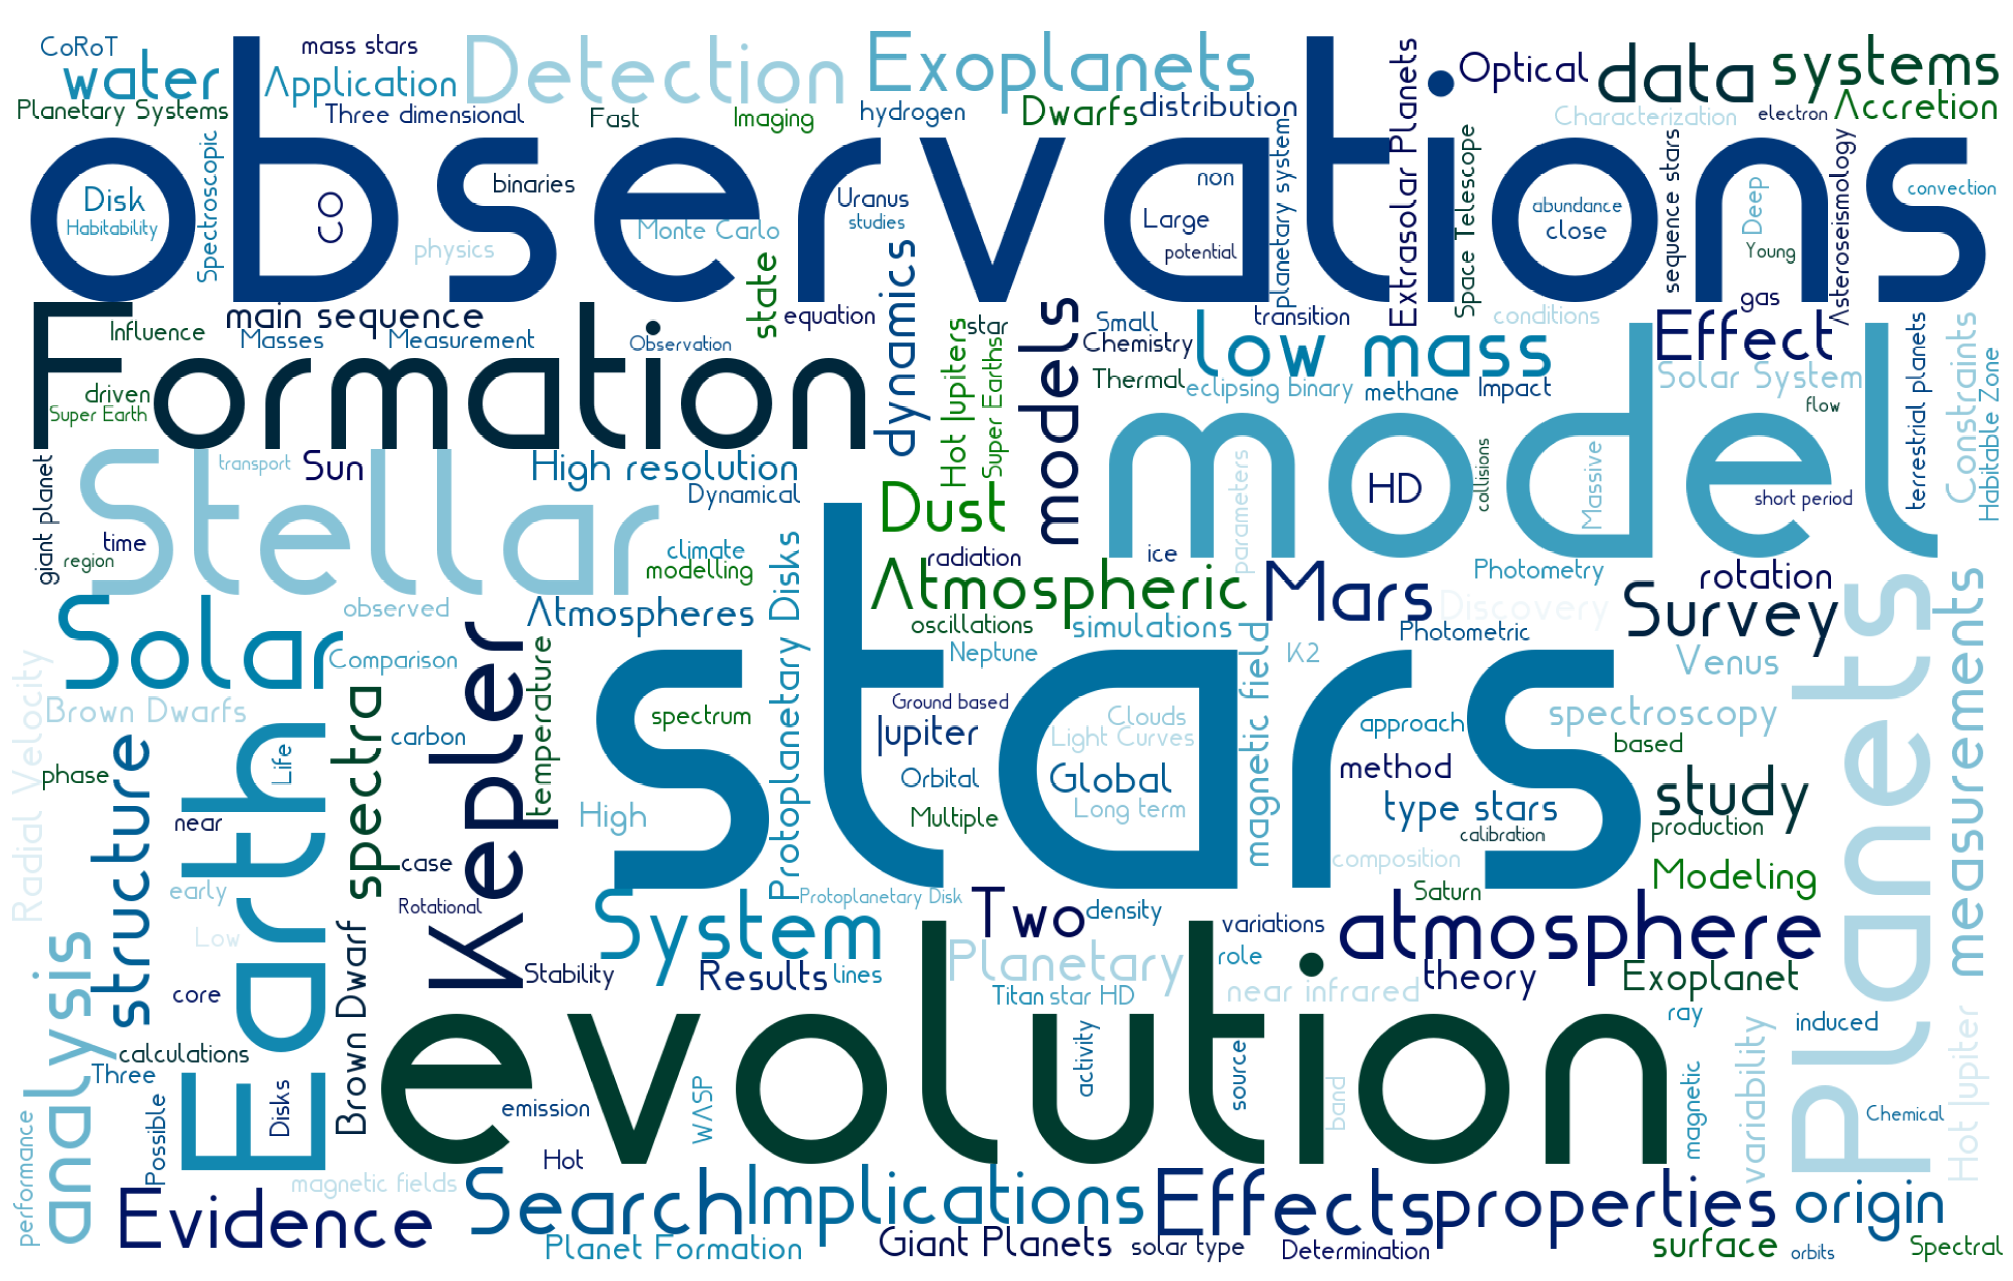 CoRoT
mass stars
water
Application
Detection
Exoplanets
Optical
data
systems
Planetary Systems
Three dimensional
Fast
Imaging
hydrogen
Dwarfs
distribution
Extrasolar Planets
Characterization
electron
Accretion
observations
Spectroscopic
Disk
Habitability
CO
binaries
physics
Monte Carlo
Uranus
studies
non
Large
potential
planetary system
Space Telescope
abundance
close
sequence stars
Deep
Young
Asteroseismology
convection
state
dynamics
gas
Formation
Influence
main sequence
Masses
Measurement
Observation
equation
driven
Super Earth
Hot Jupiters
star
Super Earths
models
Small
Chemistry
Thermal
transition
low mass
eclipsing binary
methane
Impact
conditions
Effect
Solar System
flow
terrestrial planets
Constraints
Habitable Zone
model
HD
collisions
Massive
short period
parameters
giant planet
Stellar
transport
Sun
High resolution
Dynamical
time
region
Dust
radiation
ice
climate
modelling
Protoplanetary Disks
Atmospheric
Mars
Photometry
rotation
Discovery
Survey
Planets
measurements
Solar
observed
Atmospheres
oscillations
simulations
Photometric
Comparison
Kepler
temperature
stars
Neptune
magnetic field
K2
Venus
Radial Velocity
Brown Dwarfs
spectra
spectrum
Ground based
Jupiter
Clouds
Light Curves
approach
spectroscopy
based
structure
Earth
Life
carbon
phase
Orbital
Global
Long term
method
type stars
study
near
High
Multiple
calibration
production
case
composition
early
Rotational
Protoplanetary Disk
Saturn
Modeling
Low
Brown Dwarf
System
Two
density
variations
atmosphere
analysis
core
Stability
Results
lines
Planetary
role
theory
Exoplanet
Titan
star HD
near infrared
ray
induced
evolution
calculations
Three
Disks
Possible
emission
WASP
activity
source
band
magnetic
variability
Chemical
Hot Jupiter
performance
Hot
magnetic fields
Evidence
Search
Implications
Effects
properties
origin
Planet Formation
Giant Planets
solar type
Determination
surface
orbits
Spectral